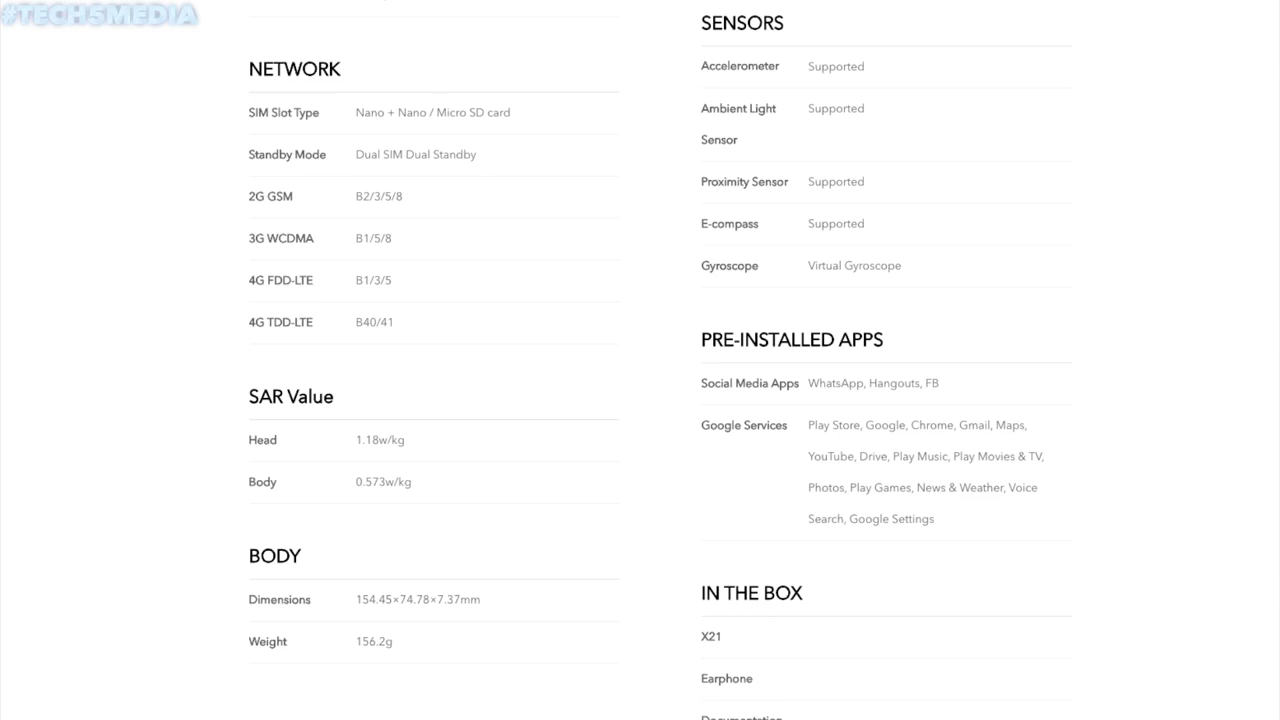 #TECH5MEDIA
NETWORK
SIM Slot Type Nano + Nano / Micro SD card
Standby Mode Dual SIM Dual Standby
2G GSM B2/3/5/8
3G WCDMA B1/5/8
4G FDD-LTE B1/3/5
4G TDD-LTE B40/41
SAR Value
Head 1.18w/kg
Body 0.573w/kg
BODY
Dimensions 154.45×74.78×7.37mm
Weight 156.2g
SENSORS
Accelerometer Supported
Ambient Light Supported
Sensor
Proximity Sensor Supported
E-compass Supported
Gyroscope Virtual Gyroscope
PRE-INSTALLED APPS
Social Media Apps WhatsApp, Hangouts, FB
Google Services Play Store, Google, Chrome, Gmail, Maps,
YouTube, Drive, Play Music, Play Movies & TV,
Photos, Play Games, News & Weather, Voice
Search, Google Settings
IN THE BOX
X21
Earphone
Documentation